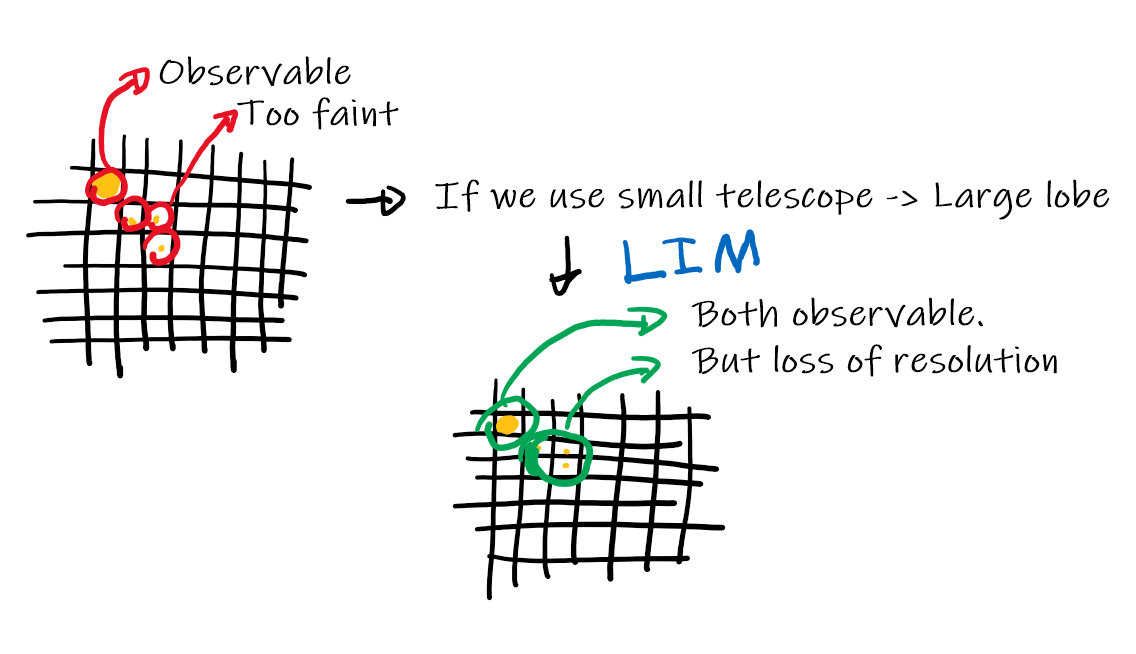 Observable
Too faint
If we use small telescope -> Large lobe
LIM
Both observable.
But loss of resolution